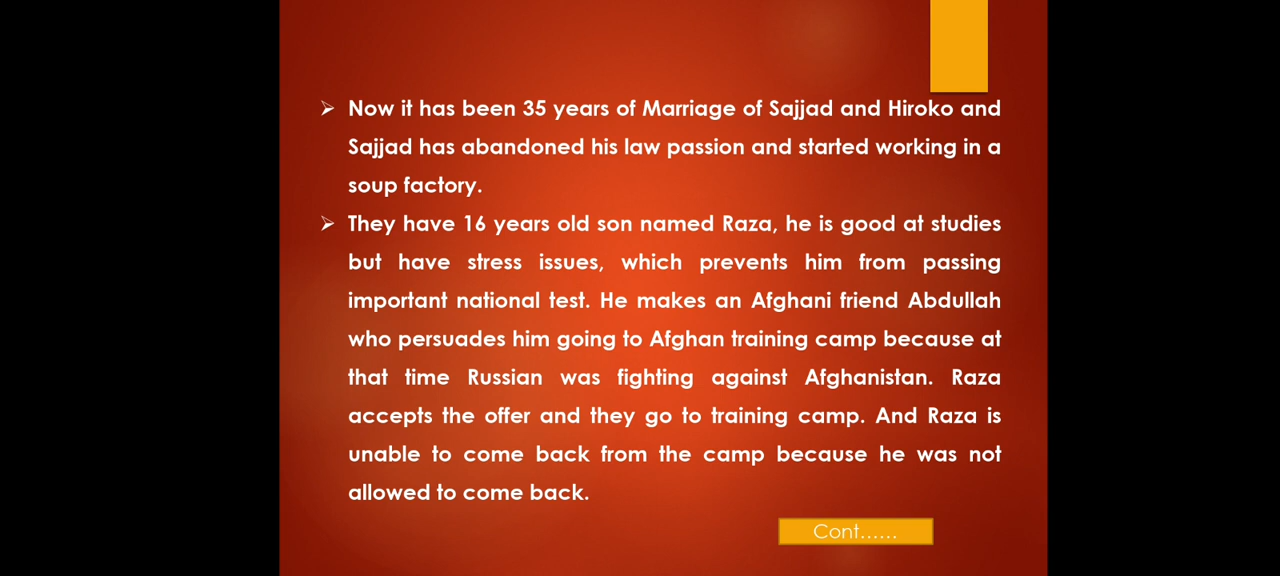 ➢ Now it has been 35 years of Marriage of Sajjad and Hiroko and
Sajjad has abandoned his law passion and started working in a
soup factory.
➢ They have 16 years old son named Raza, he is good at studies
but have stress issues, which prevents him from passing
important national test. He makes an Afghani friend Abdullah
who persuades him going to Afghan training camp because at
that time Russian was fighting against Afghanistan. Raza
accepts the offer and they go to training camp. And Raza is
unable to come back from the camp because he was not
allowed to come back.
Cont......